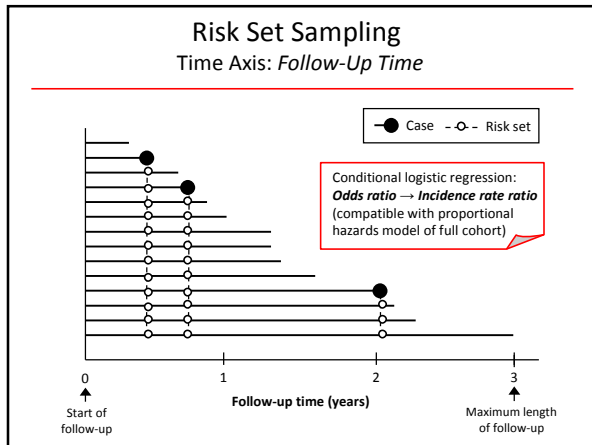 Risk Set Sampling
Time Axis: Follow-Up Time
Case Risk set
Conditional logistic regression:
Odds ratio → Incidence rate ratio
(compatible with proportional
hazards model of full cohort)
0 1 2 3
Follow-up time (years)
Start of
follow-up
Maximum length
of follow-up